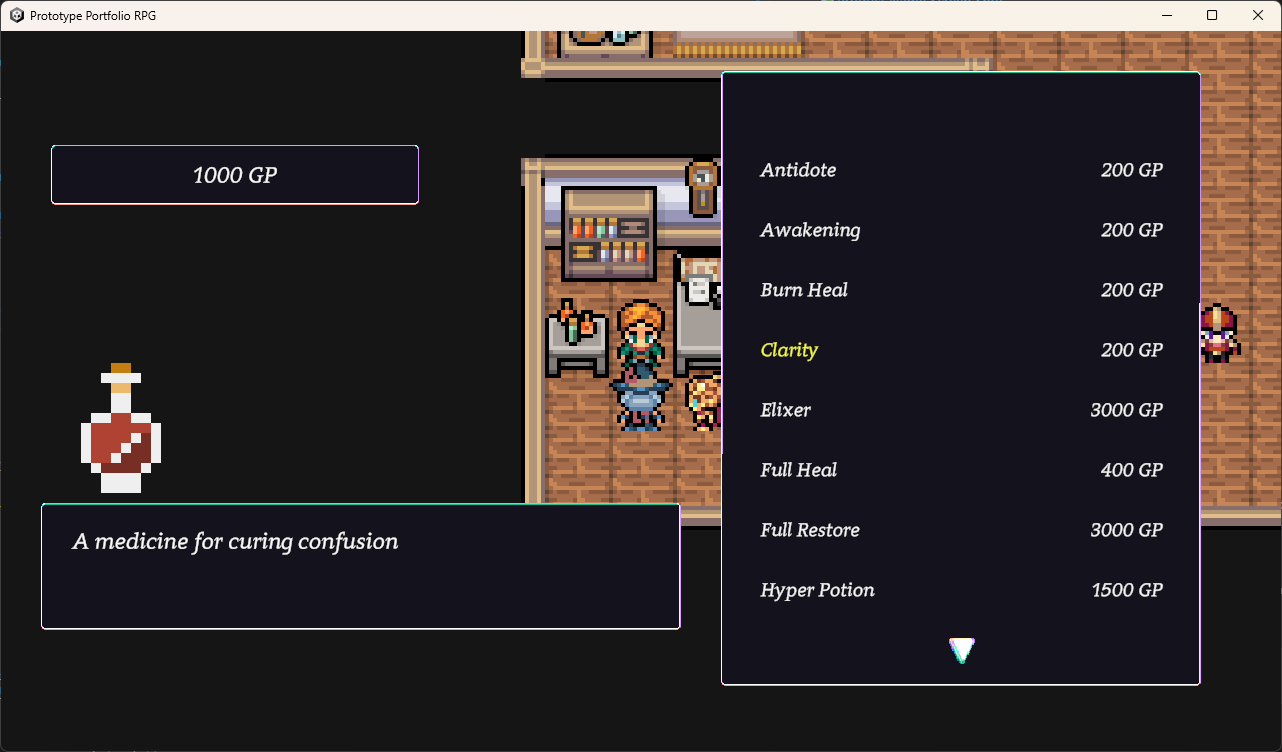 Prototype Portfolio RPG
1000 GP
Antidote 200 GP
Awakening 200 GP
Burn Heal 200 GP
Clarity 200 GP
Elixer 3000 GP
Full Heal 400 GP
Full Restore 3000 GP
Hyper Potion 1500 GP
A medicine for curing confusion